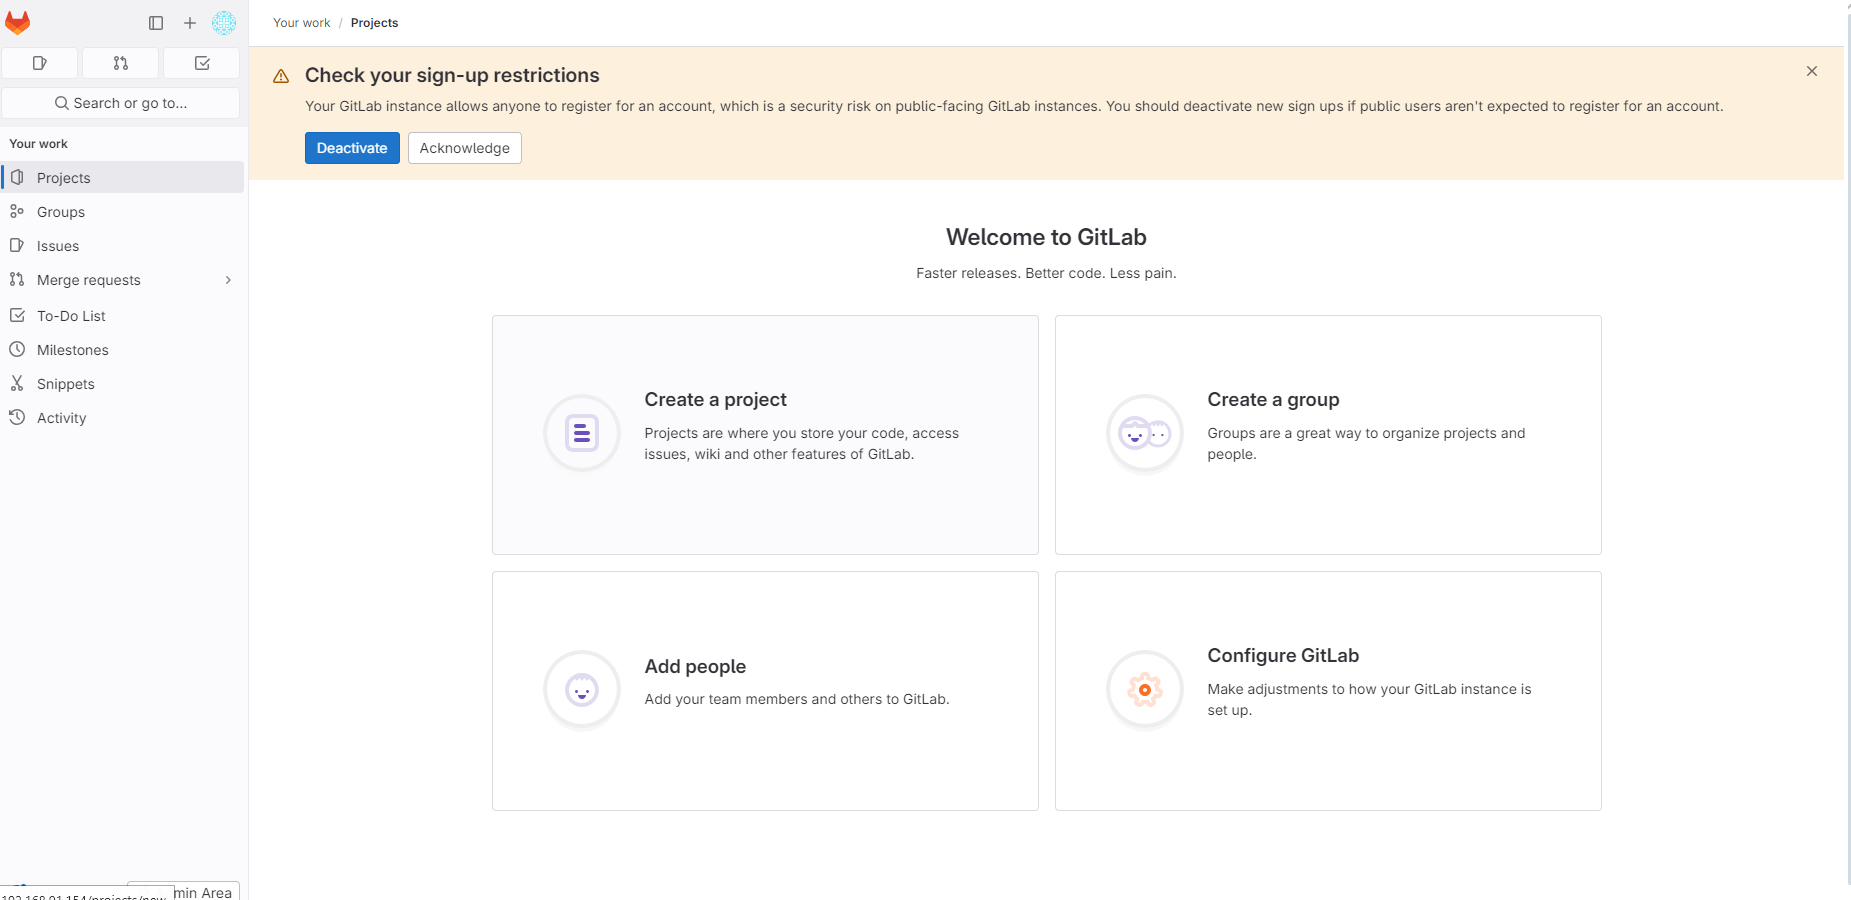 Your work / Projects
Search or go to...
Your work
Projects
Groups
Issues
Merge requests
To-Do List
Milestones
Snippets
Activity
Check your sign-up restrictions
Your GitLab instance allows anyone to register for an account, which is a security risk on public-facing GitLab instances. You should deactivate new sign ups if public users aren't expected to register for an account.
Deactivate Acknowledge
Welcome to GitLab
Faster releases. Better code. Less pain.
Create a project
Projects are where you store your code, access
issues, wiki and other features of GitLab.
Create a group
Groups are a great way to organize projects and
people.
Add people
Add your team members and others to GitLab.
Configure GitLab
Make adjustments to how your GitLab instance is
set up.
min Area